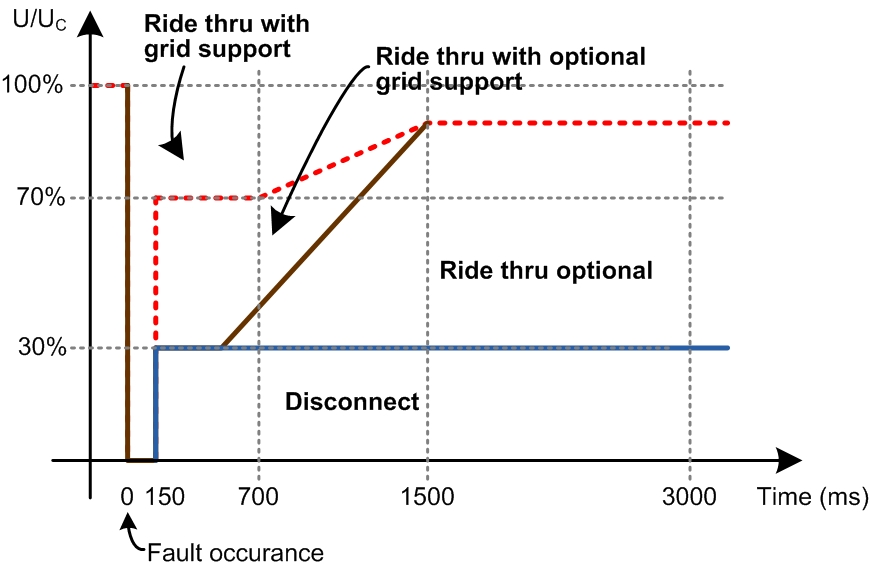 U/UC
Ride thru with
grid support
Ride thru with optional
grid support
100%
70%
Ride thru optional
30%
Disconnect
0 150 700 1500 3000 Time (ms)
Fault occurance